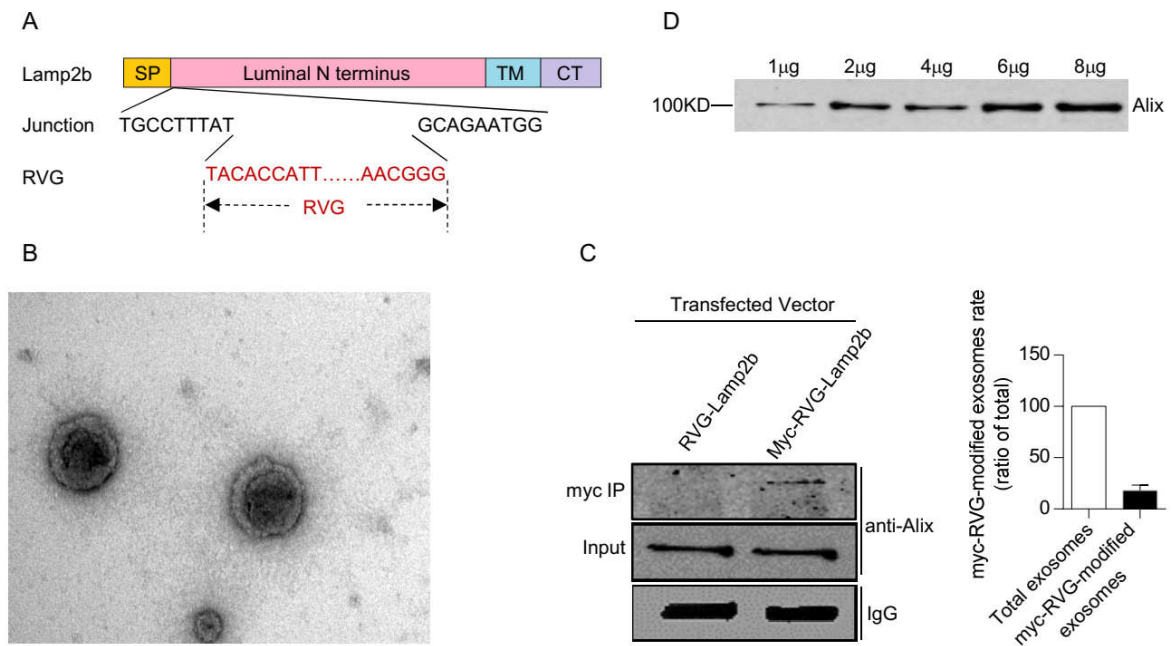 A
Lamp2b SP Luminal N terminus TM CT
Junction TGCCTTTAT GCAGAATGG
RVG TACACCATT......AACGGG
RVG
D
1μg 2μg 4μg 6μg 8μg
100KD Alix
B
C
Transfected Vector
RVG-Lamp2b
Myc-RVG-Lamp2b
myc IP
Input
anti-Alix
IgG
myc-RVG-modified exosomes rate
(ratio of total)
150
100
50
0
Total exosomes
myc-RVG-modified
exosomes